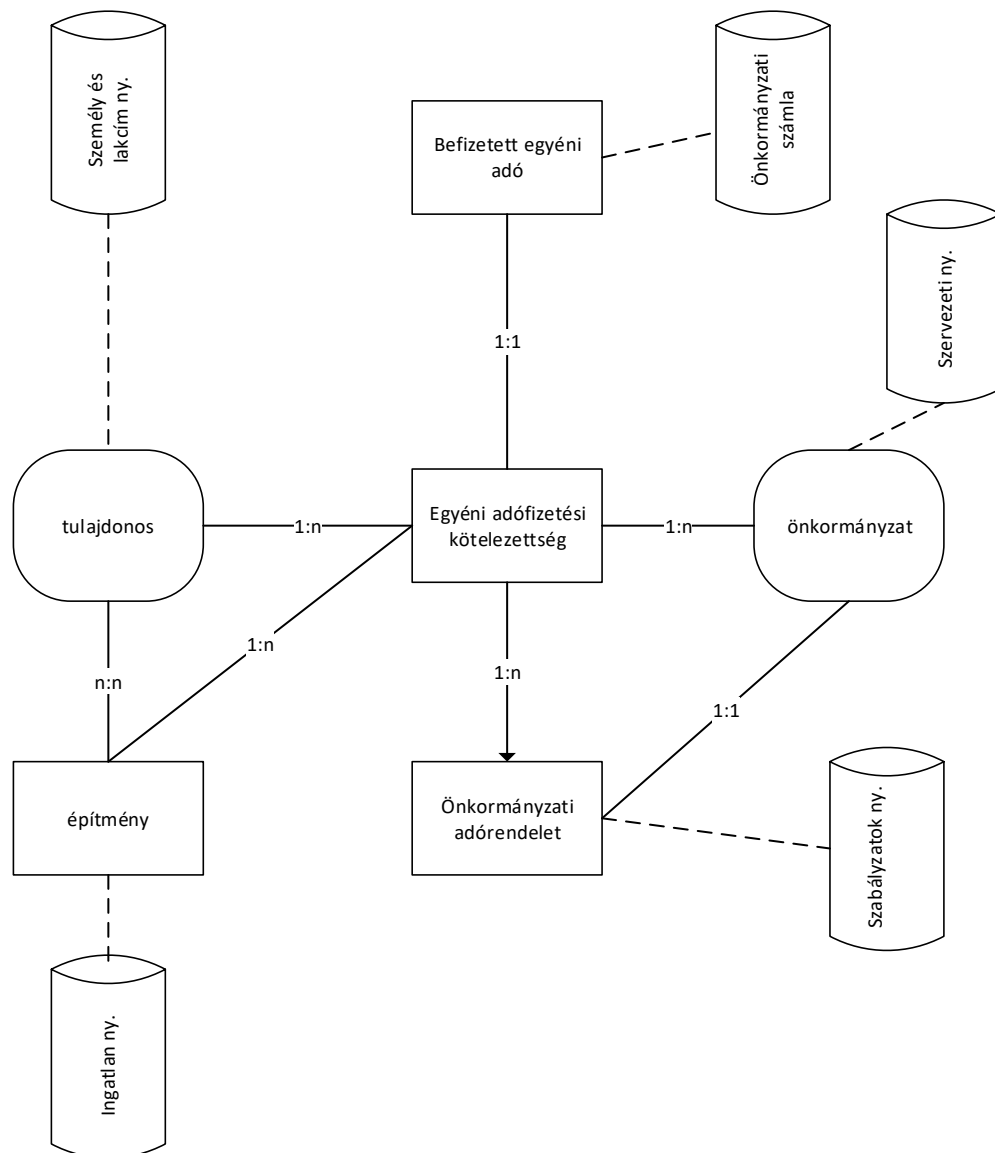 Személy és
lakcím ny.
Befizetett egyéni
adó
Önkormányzati
számla
Szervezeti ny.
1:1
tulajdonos
1:n
Egyéni adófizetési
kötelezettség
1:n
önkormányzat
1:n
n:n
1:n
1:1
építmény
Önkormányzati
adórendelet
Szabályzatok ny.
Ingatlan ny.